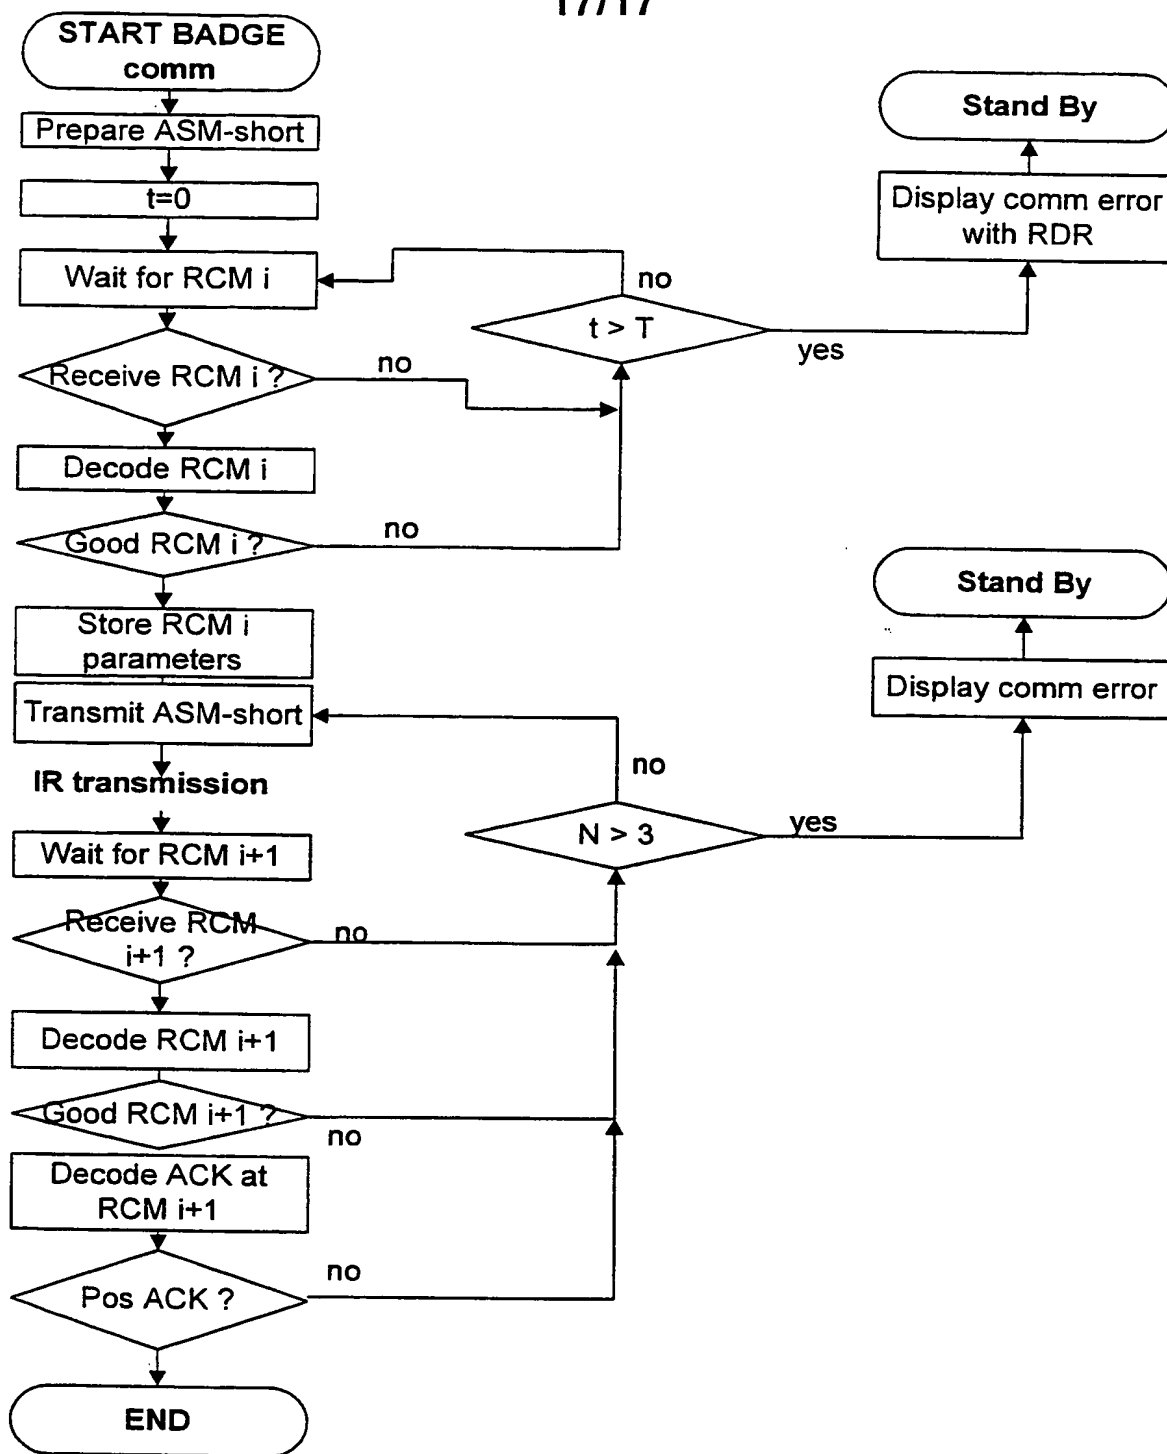 17/17
START BADGE
comm
Stand By
Prepare ASM-short
t=0
Display comm error
with RDR
Wait for RCM i
no
t > T
yes
Receive RCM i ?
no
Decode RCM i
Good RCM i ?
no
Stand By
Store RCM i
parameters
Display comm error
Transmit ASM-short
no
IR transmission
N > 3
yes
Wait for RCM i+1
Receive RCM
i+1 ?
no
Decode RCM i+1
Good RCM i+1 ?
no
Decode ACK at
RCM i+1
Pos ACK ?
no
END